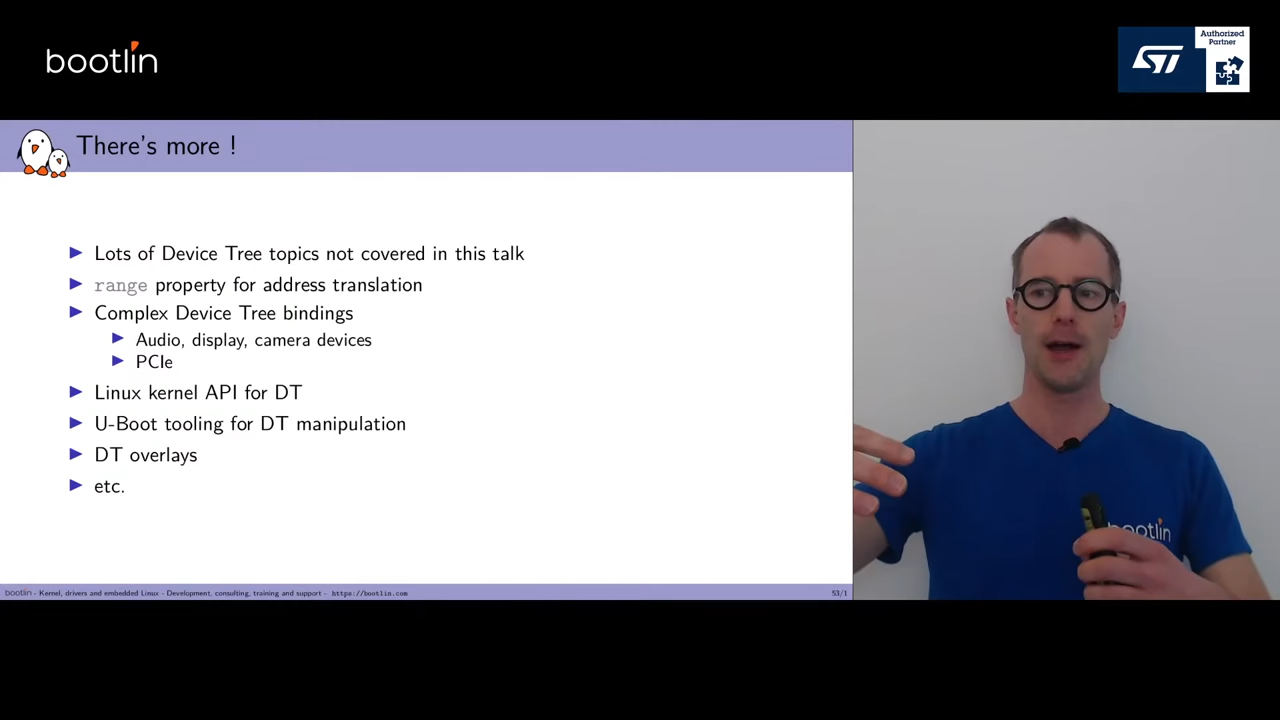 bootlin
ST
Authorized
Partner
There's more !
Lots of Device Tree topics not covered in this talk
range property for address translation
Complex Device Tree bindings
Audio, display, camera devices
PCIe
Linux kernel API for DT
U-Boot tooling for DT manipulation
DT overlays
etc.
bootlin
bootlin - Kernel, drivers and embedded Linux - Development, consulting, training and support - https://bootlin.com
53/1